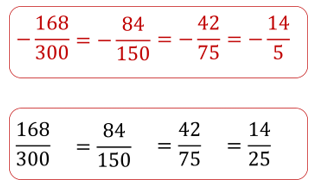 −168/300 = −84/150 = −42/75 = −14/5
168/300 = 84/150 = 42/75 = 14/25